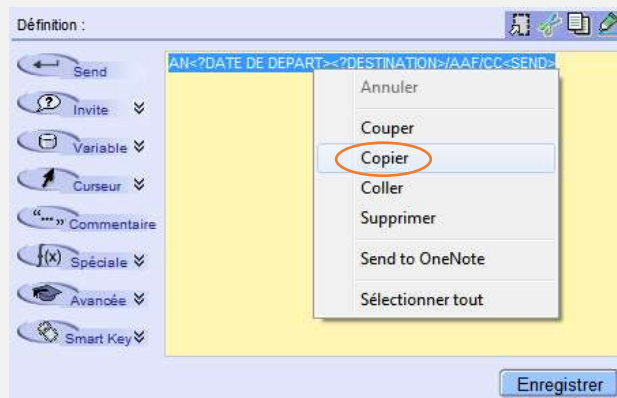 Définition :
Send
Invite
Variable
Curseur
Commentaire
Spéciale
Avancée
Smart Key
AN<?DATE DE DEPART><?DESTINATION>/AAF/CC<SEND>
Annuler
Couper
Copier
Coller
Supprimer
Send to OneNote
Sélectionner tout
Enregistrer